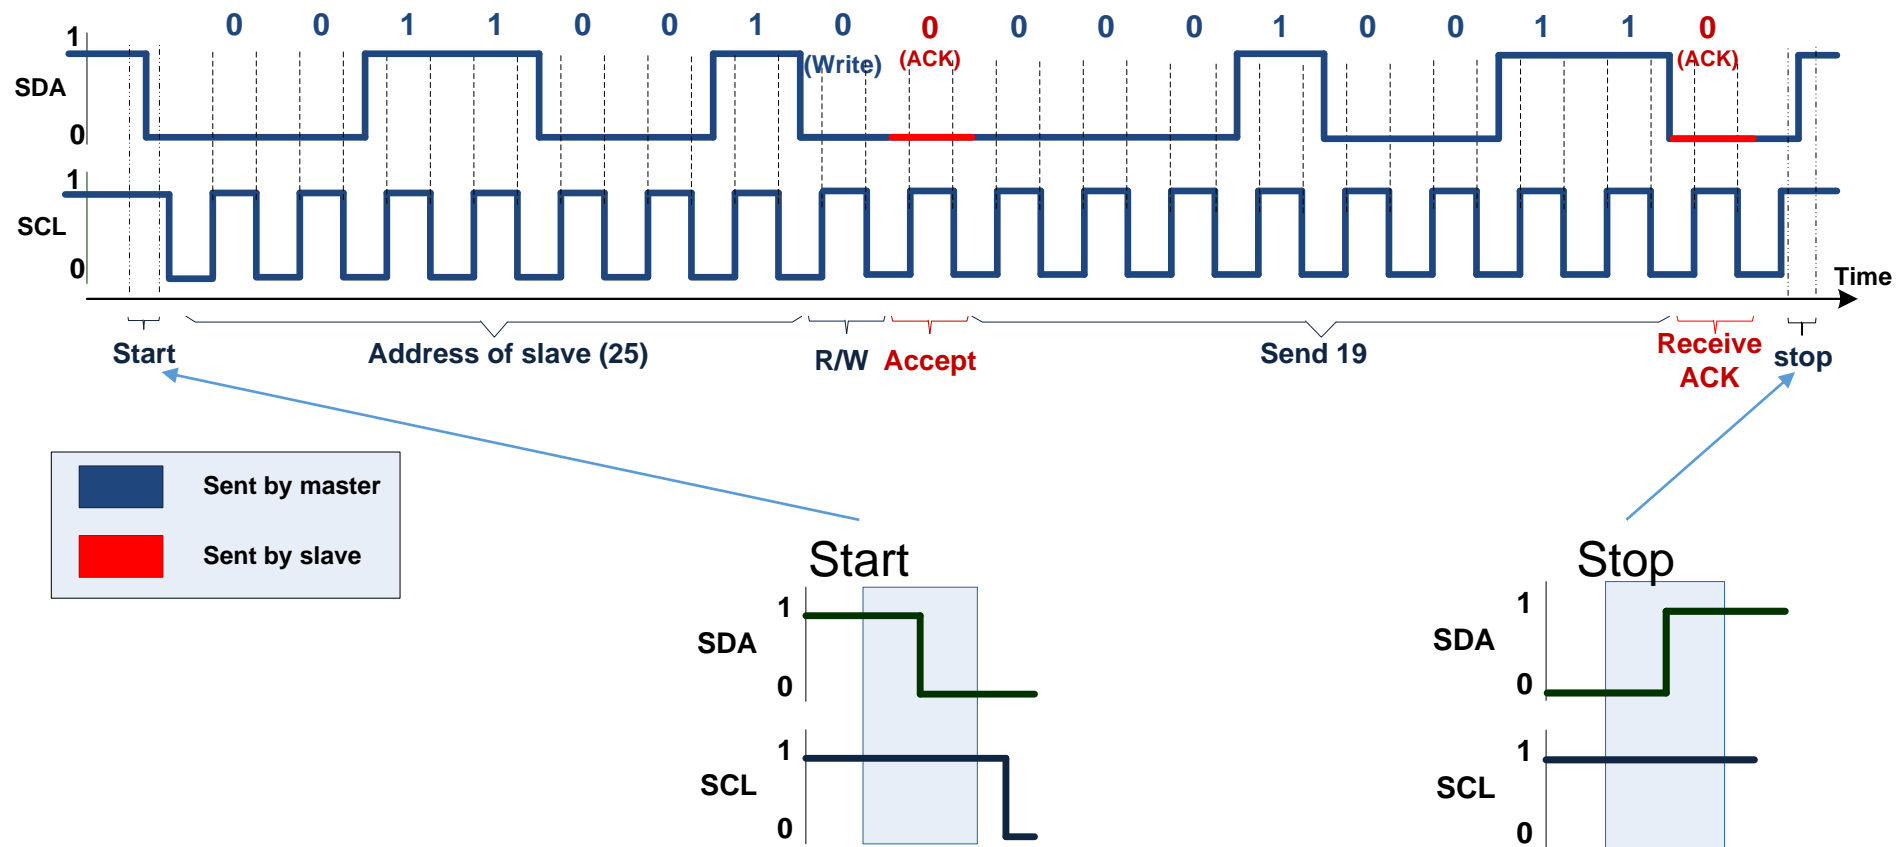 0 0 1 1 0 0 1 0 0 0 0 0 1 0 0 1 1 0
1
(Write) (ACK) (ACK)
SDA
0
1
SCL
0
Time
Start Address of slave (25) R/W Accept Send 19 Receive ACK stop
Sent by master
Sent by slave
Start
1
SDA
0
1
SCL
0
Stop
1
SDA
0
1
SCL
0